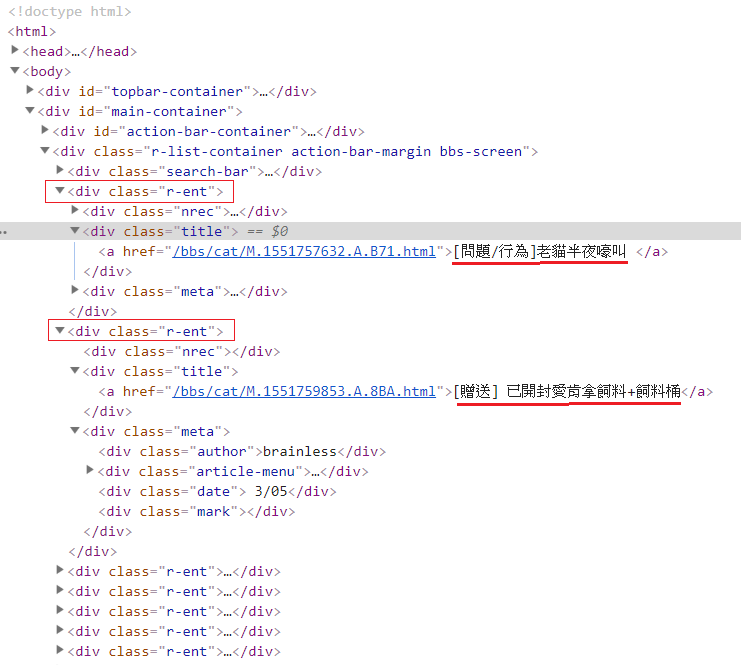 <!doctype html>
<html>
<head>…</head>
<body>
<div id="topbar-container">…</div>
<div id="main-container">
<div id="action-bar-container">…</div>
<div class="r-list-container action-bar-margin bbs-screen">
<div class="search-bar">…</div>
<div class="r-ent">
<div class="nrec">…</div>
<div class="title"> == $0
<a href="/bbs/cat/M.1551757632.A.B71.html">[問題/行為]老貓半夜嚎叫 </a>
</div>
<div class="meta">…</div>
</div>
<div class="r-ent">
<div class="nrec"></div>
<div class="title">
<a href="/bbs/cat/M.1551759853.A.8BA.html">[贈送] 已開封愛肯拿飼料+飼料桶</a>
</div>
<div class="meta">
<div class="author">brainless</div>
<div class="article-menu">…</div>
<div class="date"> 3/05</div>
<div class="mark"></div>
</div>
</div>
<div class="r-ent">…</div>
<div class="r-ent">…</div>
<div class="r-ent">…</div>
<div class="r-ent">…</div>
<div class="r-ent">…</div>